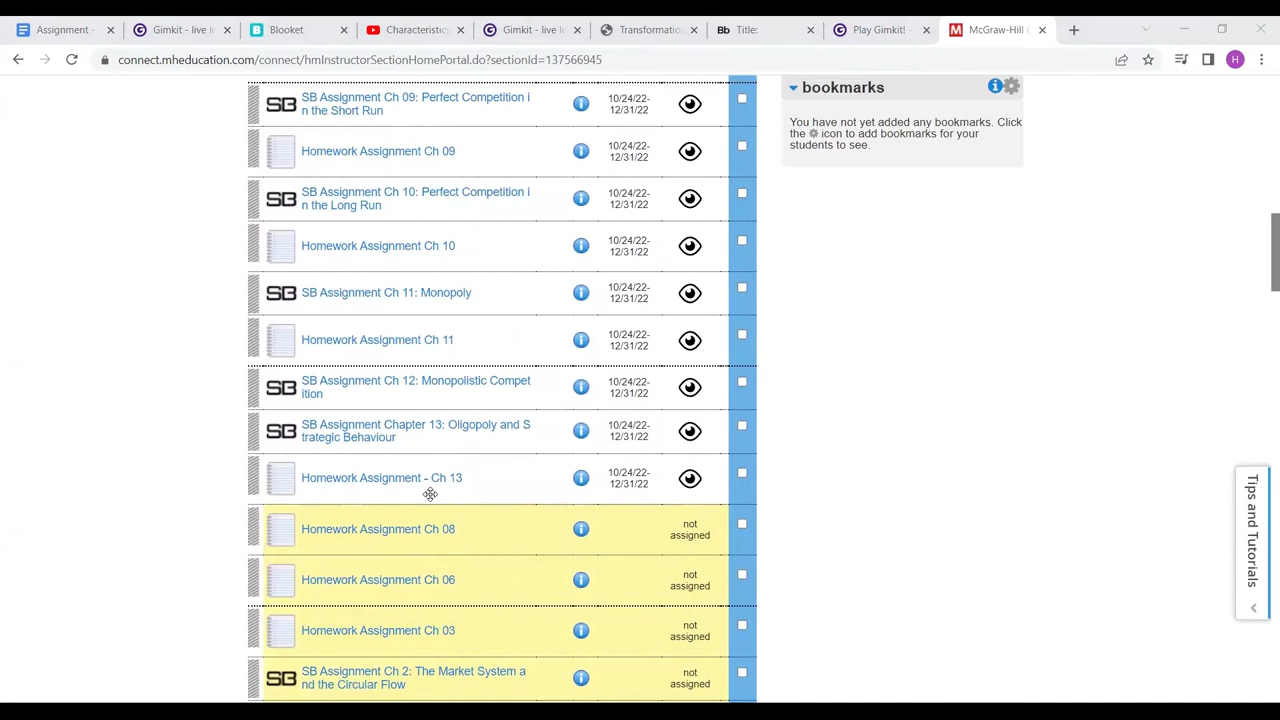 Assignment -
Gimkit - live le
Blooket
Characteristic
Gimkit - live le
Transformation
Bb Title:
Play Gimkit! -
M McGraw-Hill C
connect.mheducation.com/connect/hmInstructorSectionHomePortal.do?sectionId=137566945
H
SB SB Assignment Ch 09: Perfect Competition i
n the Short Run
i 10/24/22-
12/31/22
Homework Assignment Ch 09
i 10/24/22-
12/31/22
SB SB Assignment Ch 10: Perfect Competition i
n the Long Run
i 10/24/22-
12/31/22
Homework Assignment Ch 10
i 10/24/22-
12/31/22
SB SB Assignment Ch 11: Monopoly
i 10/24/22-
12/31/22
Homework Assignment Ch 11
i 10/24/22-
12/31/22
SB SB Assignment Ch 12: Monopolistic Compet
ition
i 10/24/22-
12/31/22
SB SB Assignment Chapter 13: Oligopoly and S
trategic Behaviour
i 10/24/22-
12/31/22
Homework Assignment - Ch 13
i 10/24/22-
12/31/22
Homework Assignment Ch 08
i not
assigned
Homework Assignment Ch 06
i not
assigned
Homework Assignment Ch 03
i not
assigned
SB SB Assignment Ch 2: The Market System a
nd the Circular Flow
i not
assigned
bookmarks
i
You have not yet added any bookmarks. Click
the icon to add bookmarks for your
students to see.
Tips and Tutorials